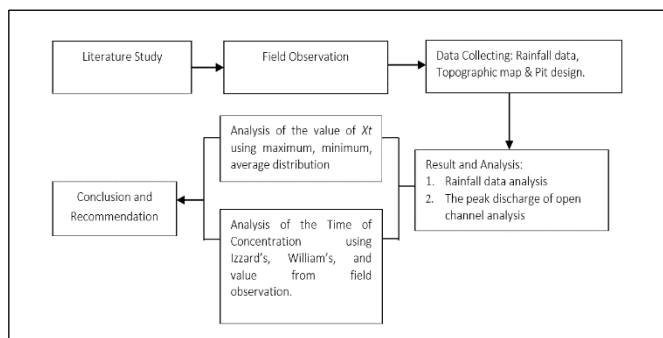 Literature Study
Field Observation
Data Collecting: Rainfall data,
Topographic map & Pit design.
Result and Analysis:
1. Rainfall data analysis
2. The peak discharge of open
channel analysis
Analysis of the value of Xt
using maximum, minimum,
average distribution
Analysis of the Time of
Concentration using
Izzard's, William's, and
value from field
observation.
Conclusion and
Recommendation